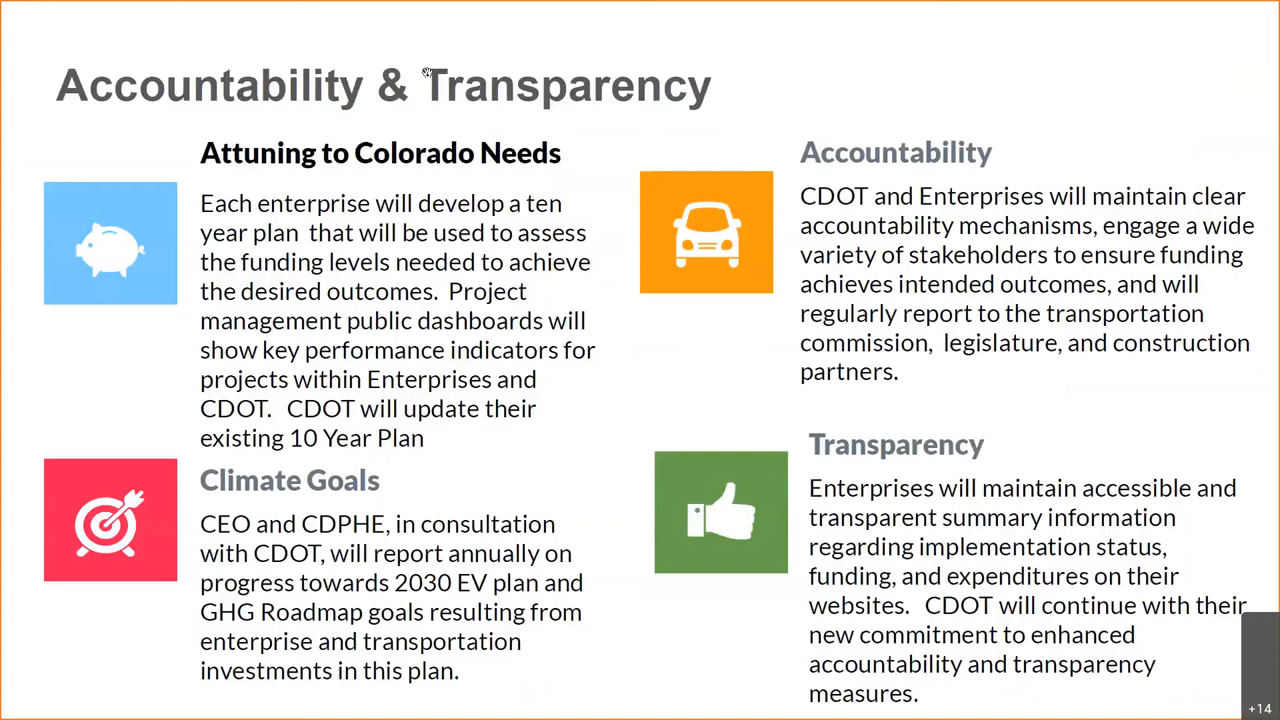 Accountability & Transparency
Attuning to Colorado Needs
Each enterprise will develop a ten
year plan that will be used to assess
the funding levels needed to achieve
the desired outcomes. Project
management public dashboards will
show key performance indicators for
projects within Enterprises and
CDOT. CDOT will update their
existing 10 Year Plan
Climate Goals
CEO and CDPHE, in consultation
with CDOT, will report annually on
progress towards 2030 EV plan and
GHG Roadmap goals resulting from
enterprise and transportation
investments in this plan.
Accountability
CDOT and Enterprises will maintain clear
accountability mechanisms, engage a wide
variety of stakeholders to ensure funding
achieves intended outcomes, and will
regularly report to the transportation
commission, legislature, and construction
partners.
Transparency
Enterprises will maintain accessible and
transparent summary information
regarding implementation status,
funding, and expenditures on their
websites. CDOT will continue with their
new commitment to enhanced
accountability and transparency
measures.
+14